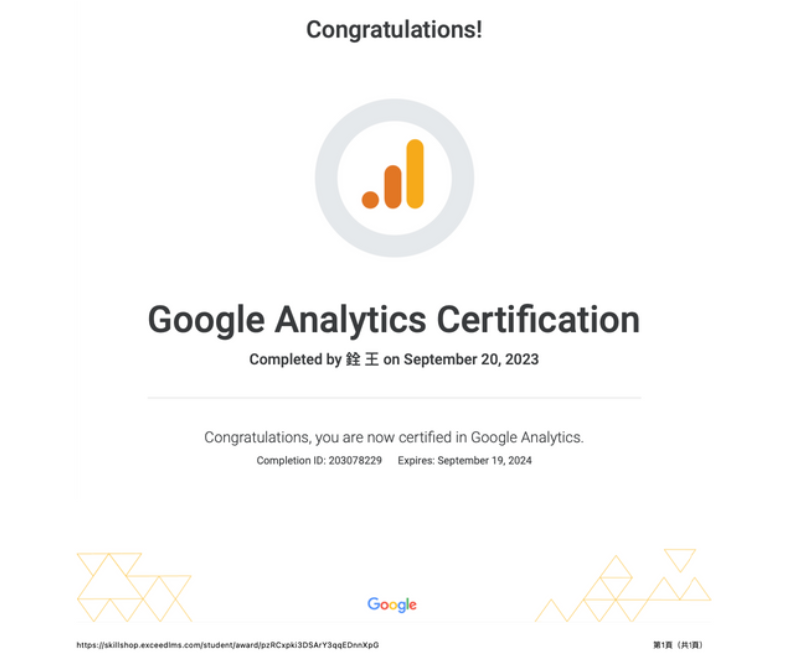 Congratulations!
Google Analytics Certification
Completed by 銓 王 on September 20, 2023
Congratulations, you are now certified in Google Analytics.
Completion ID: 203078229 Expires: September 19, 2024
Google
https://skillshop.exceedlms.com/student/award/pzRCxpki3DSArY3qqEDnnXpG
第1頁（共1頁）